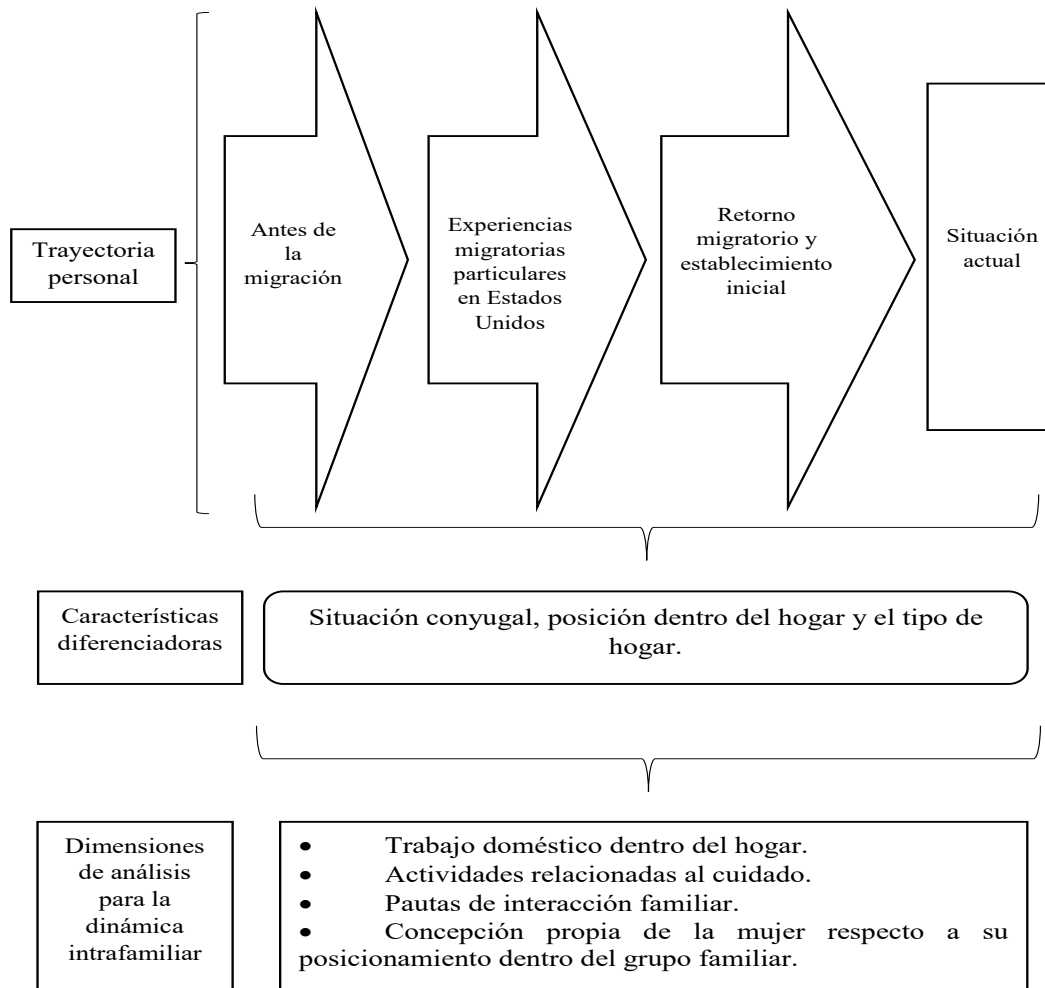 Trayectoria
personal
Antes de
la
migración
Experiencias
migratorias
particulares
en Estados
Unidos
Retorno
migratorio y
establecimiento
inicial
Situación
actual
Características
diferenciadoras
Situación conyugal, posición dentro del hogar y el tipo de
hogar.
Dimensiones
de análisis
para la
dinámica
intrafamiliar
● Trabajo doméstico dentro del hogar.
● Actividades relacionadas al cuidado.
● Pautas de interacción familiar.
● Concepción propia de la mujer respecto a su
posicionamiento dentro del grupo familiar.